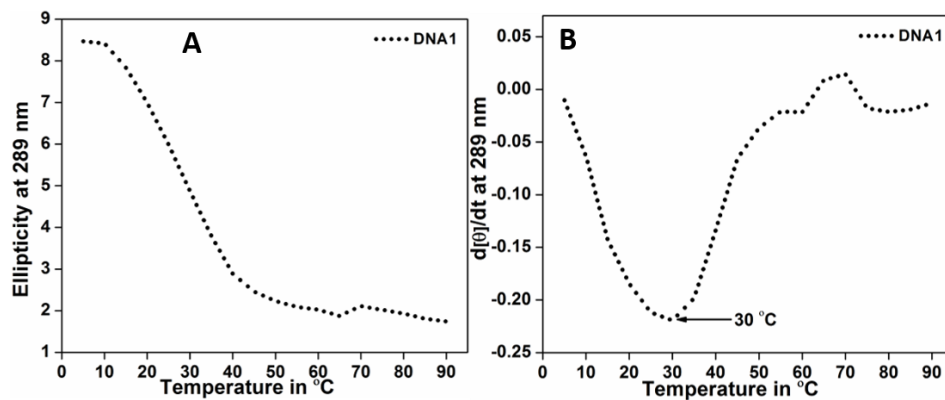 A
DNA1
Ellipticity at 289 nm
9
8
7
6
5
4
3
2
1
0 10 20 30 40 50 60 70 80 90
Temperature in °C
B
DNA1
d[θ]/dt at 289 nm
0.05
0.00
-0.05
-0.10
-0.15
-0.20
-0.25
30 °C
0 10 20 30 40 50 60 70 80 90
Temperature in °C